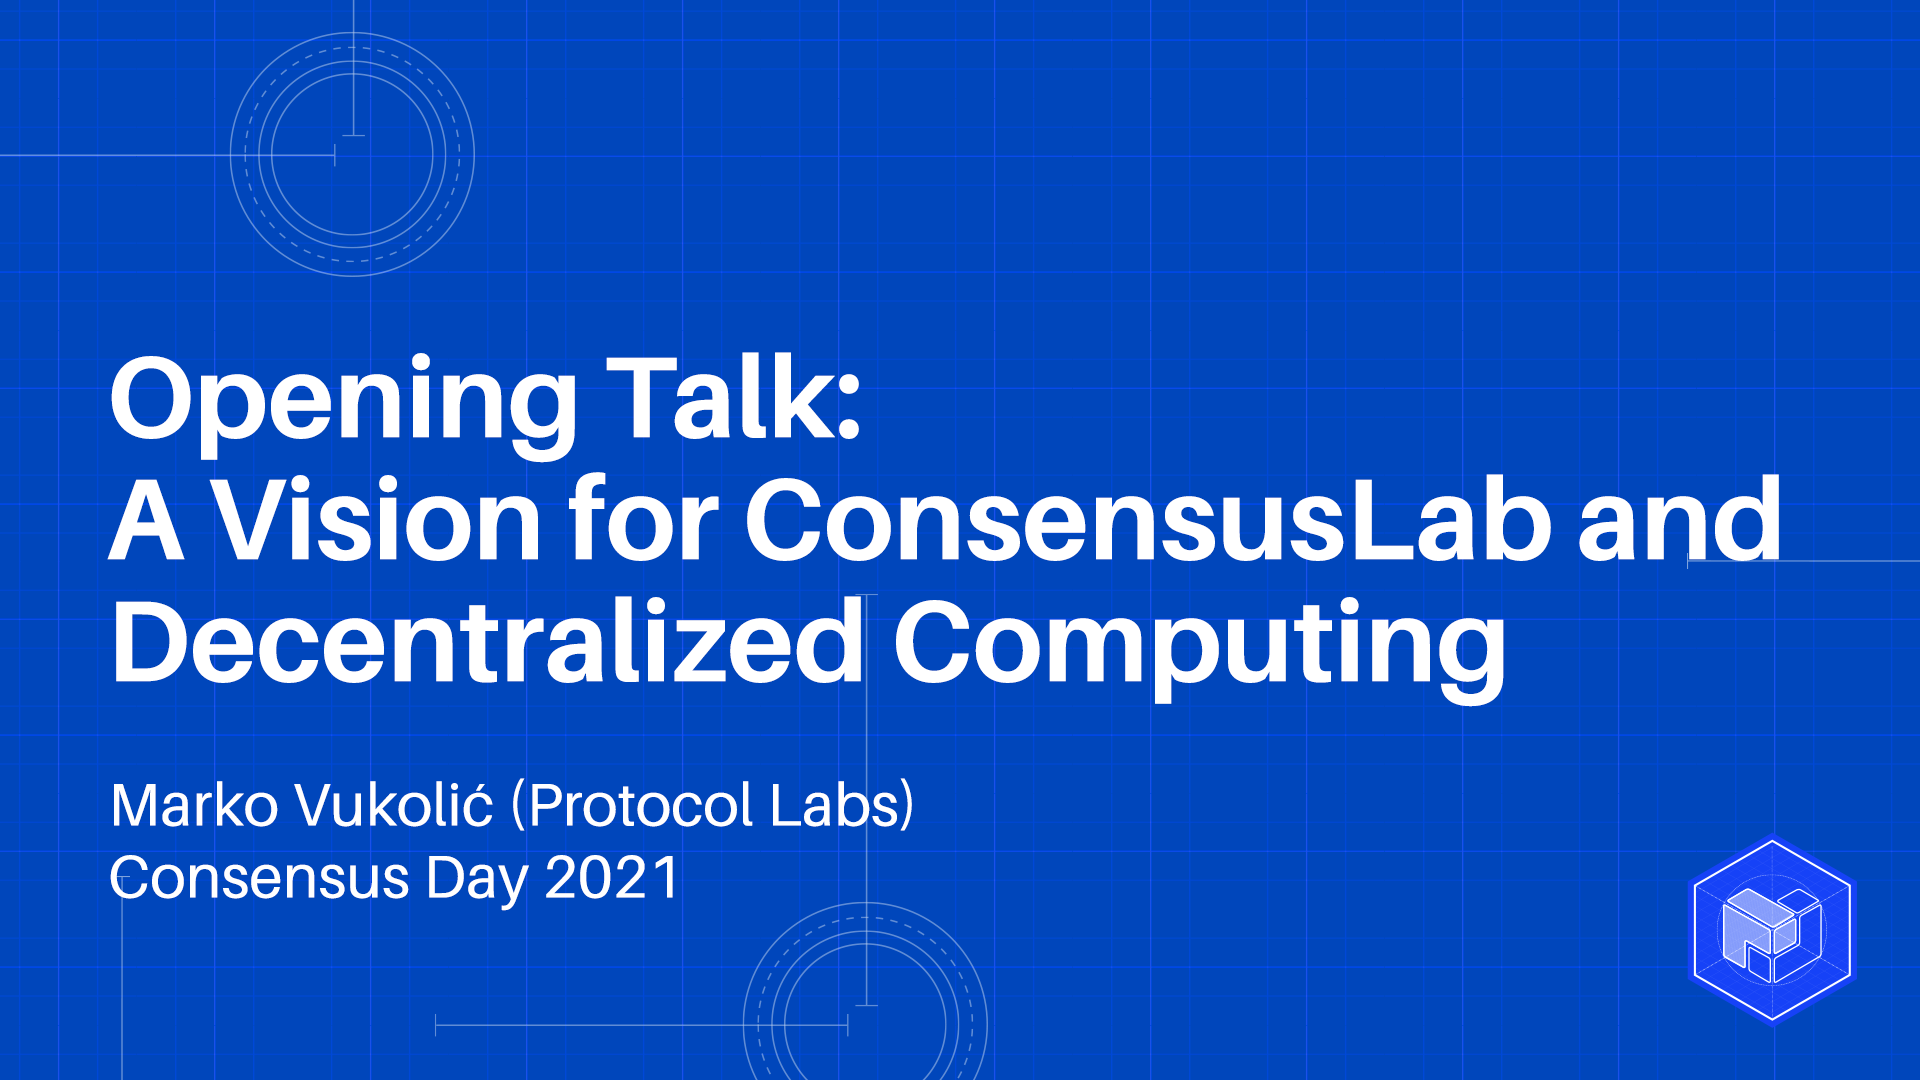 Opening Talk:
A Vision for ConsensusLab and
Decentralized Computing
Marko Vukolić (Protocol Labs)
Consensus Day 2021